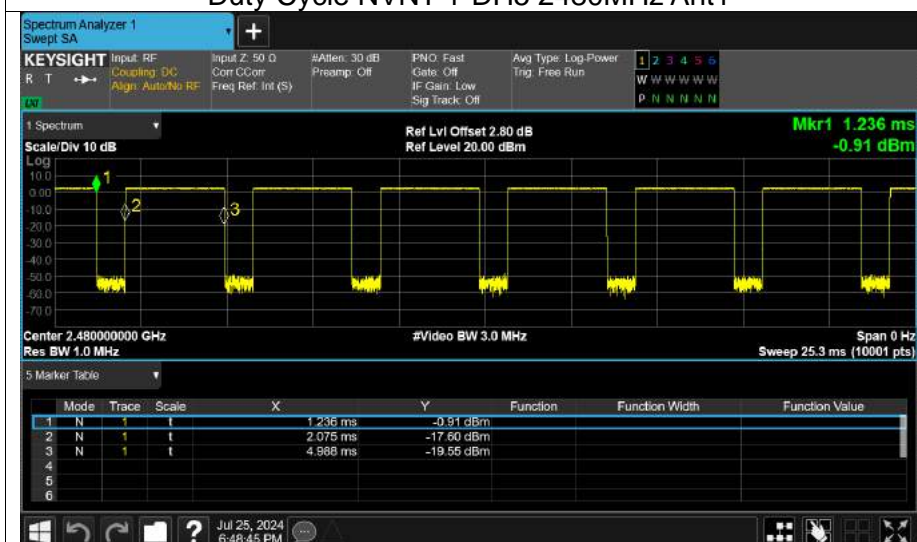 Duty Cycle NVNT 1-DH5 2480MHz Ant1
Spectrum Analyzer 1
Swept SA
+
KEYSIGHT Input: RF Input Z: 50 Ω #Atten: 30 dB PNO: Fast Avg Type: Log-Power 1 2 3 4 5 6
R T Coupling: DC Corr CCorr Preamp: Off Gate: Off Trig: Free Run W W W W W W
Align: Auto/No RF Freq Ref: Int (S) IF Gain: Low
LXI Sig Track: Off P N N N N N
1 Spectrum Ref Lvl Offset 2.80 dB Mkr1 1.236 ms
Scale/Div 10 dB Ref Level 20.00 dBm -0.91 dBm
Log
10.0 1
0.00
-10.0 2 3
-20.0
-30.0
-40.0
-50.0
-60.0
-70.0
Center 2.480000000 GHz #Video BW 3.0 MHz Span 0 Hz
Res BW 1.0 MHz Sweep 25.3 ms (10001 pts)
5 Marker Table
Mode Trace Scale X Y Function Function Width Function Value
1 N 1 t 1.236 ms -0.91 dBm
2 N 1 t 2.075 ms -17.60 dBm
3 N 1 t 4.988 ms -19.55 dBm
4
5
6
? Jul 25, 2024
6:48:45 PM